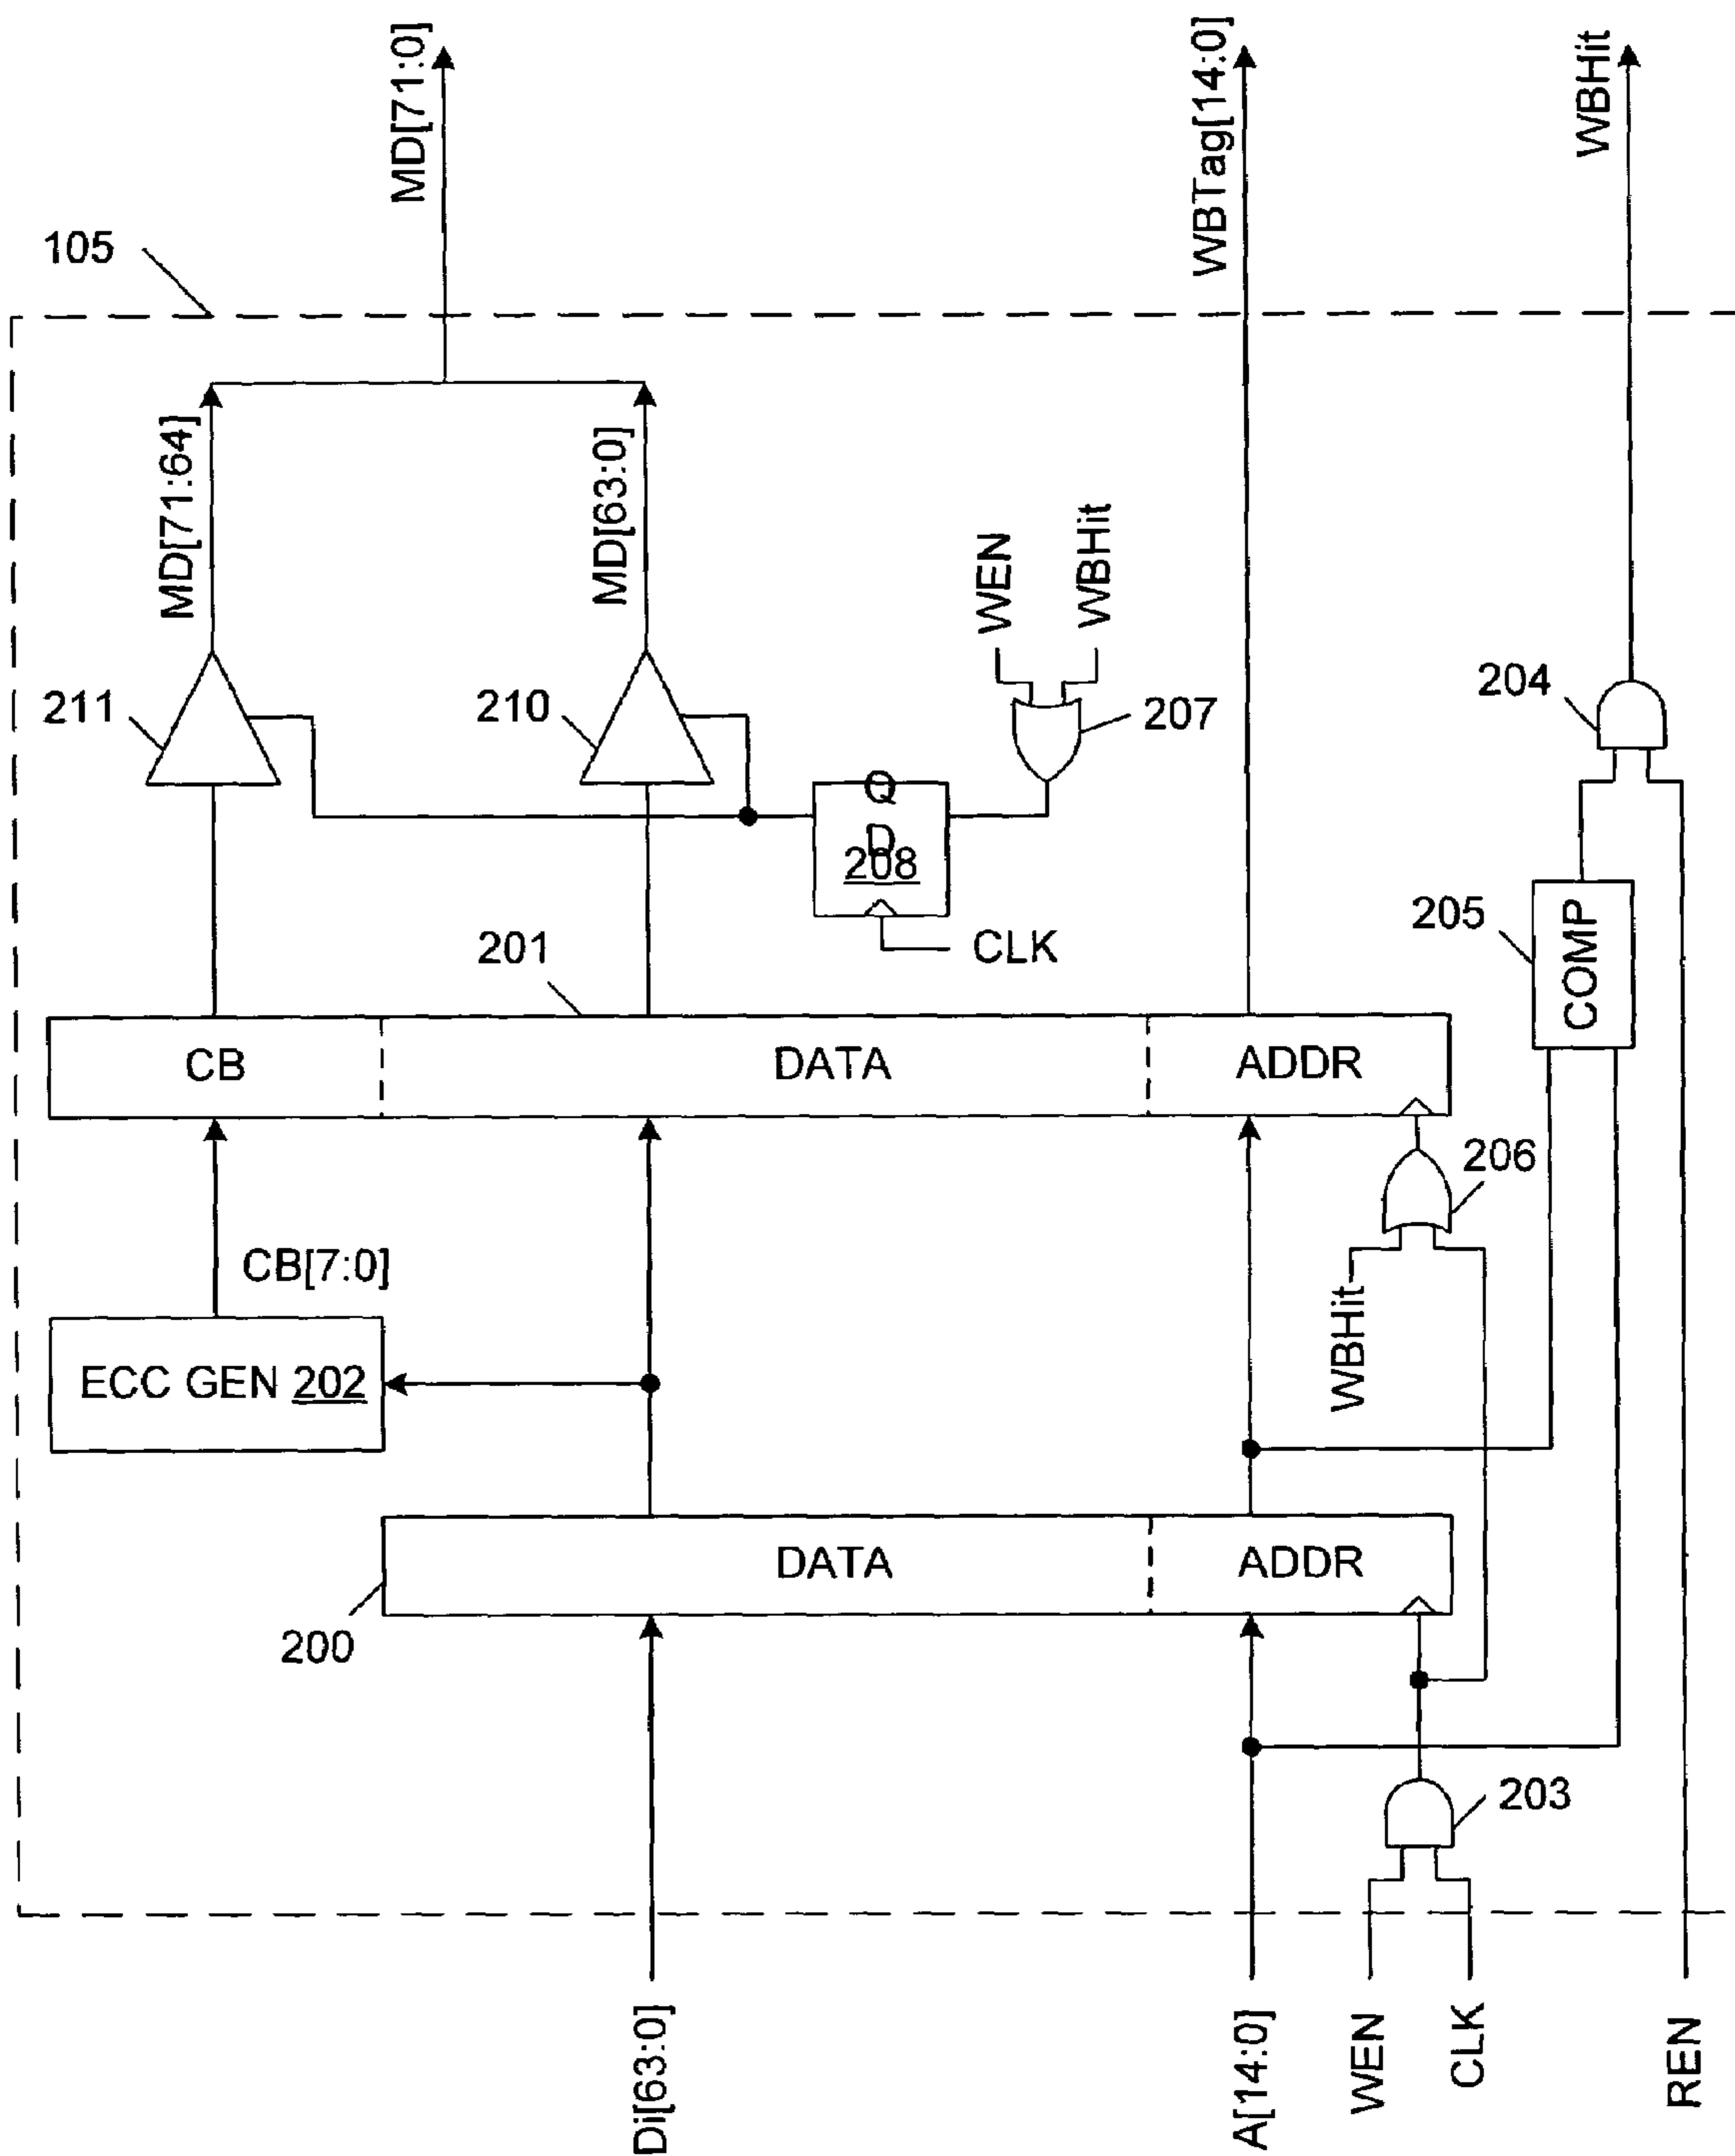 105
MD[71:0]
WBTag[14:0]
WBHit
MD[71:64]
MD[63:0]
WEN
WBHit
211
210
207
204
Q
D
208
CLK
201
205
COMP
CB
DATA
ADDR
206
CB[7:0]
WBHit
ECC GEN 202
DATA
ADDR
200
203
Di[63:0]
A[14:0]
WEN
CLK
REN